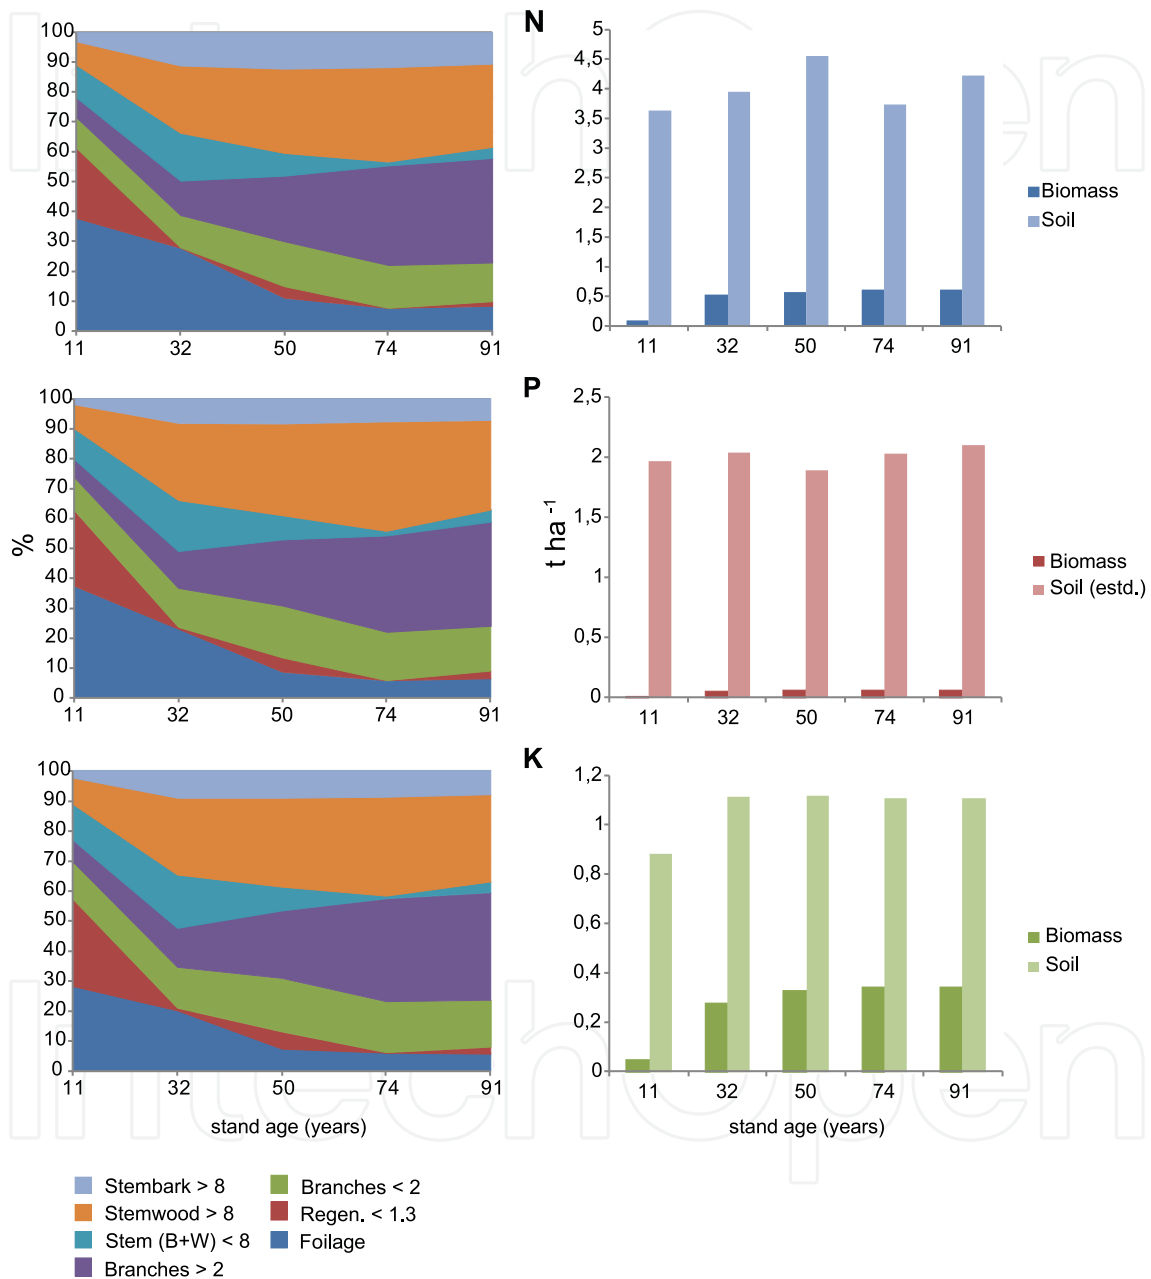 N
100
90
80
70
60
50
40
30
20
10
0
11 32 50 74 91
5
4,5
4
3,5
3
2,5
2
1,5
1
0,5
0
11 32 50 74 91
Biomass
Soil
P
100
90
80
70
60
50
40
30
20
10
0
%
11 32 50 74 91
2,5
2
1,5
1
0,5
0
t ha -1
11 32 50 74 91
Biomass
Soil (estd.)
K
100
90
80
70
60
50
40
30
20
10
0
11 32 50 74 91
stand age (years)
1,2
1
0,8
0,6
0,4
0,2
0
11 32 50 74 91
stand age (years)
Biomass
Soil
Stembark > 8
Stemwood > 8
Stem (B+W) < 8
Branches > 2
Branches < 2
Regen. < 1.3
Foilage
IntechOpen
IntechOpen